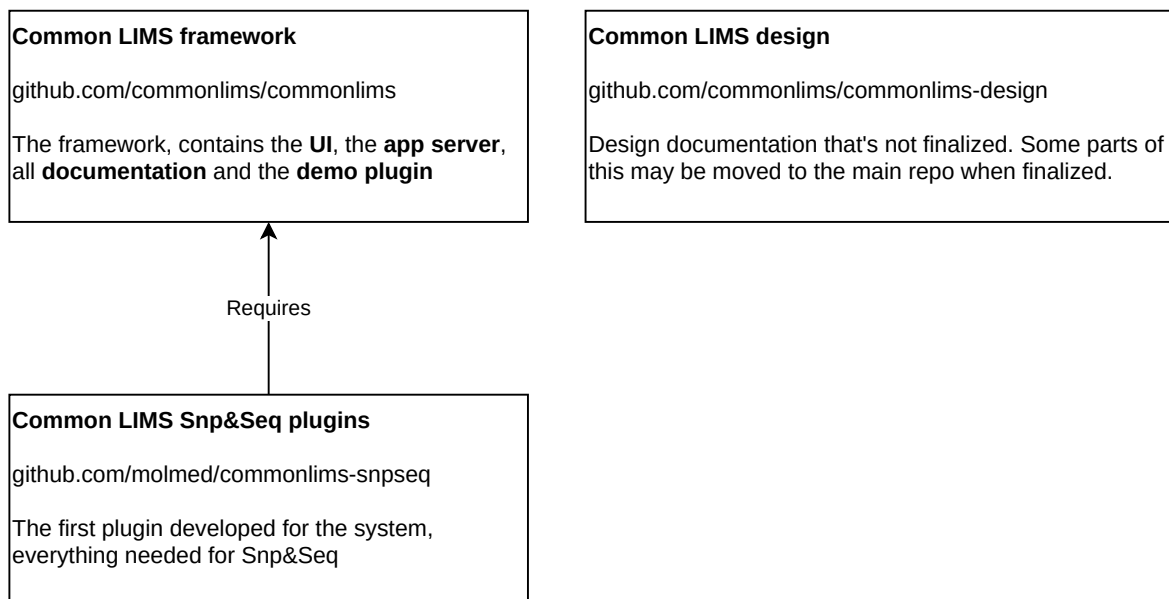 Common LIMS framework
github.com/commonlims/commonlims
The framework, contains the UI, the app server,
all documentation and the demo plugin
Common LIMS design
github.com/commonlims/commonlims-design
Design documentation that's not finalized. Some parts of
this may be moved to the main repo when finalized.
Requires
Common LIMS Snp&Seq plugins
github.com/molmed/commonlims-snpseq
The first plugin developed for the system,
everything needed for Snp&Seq